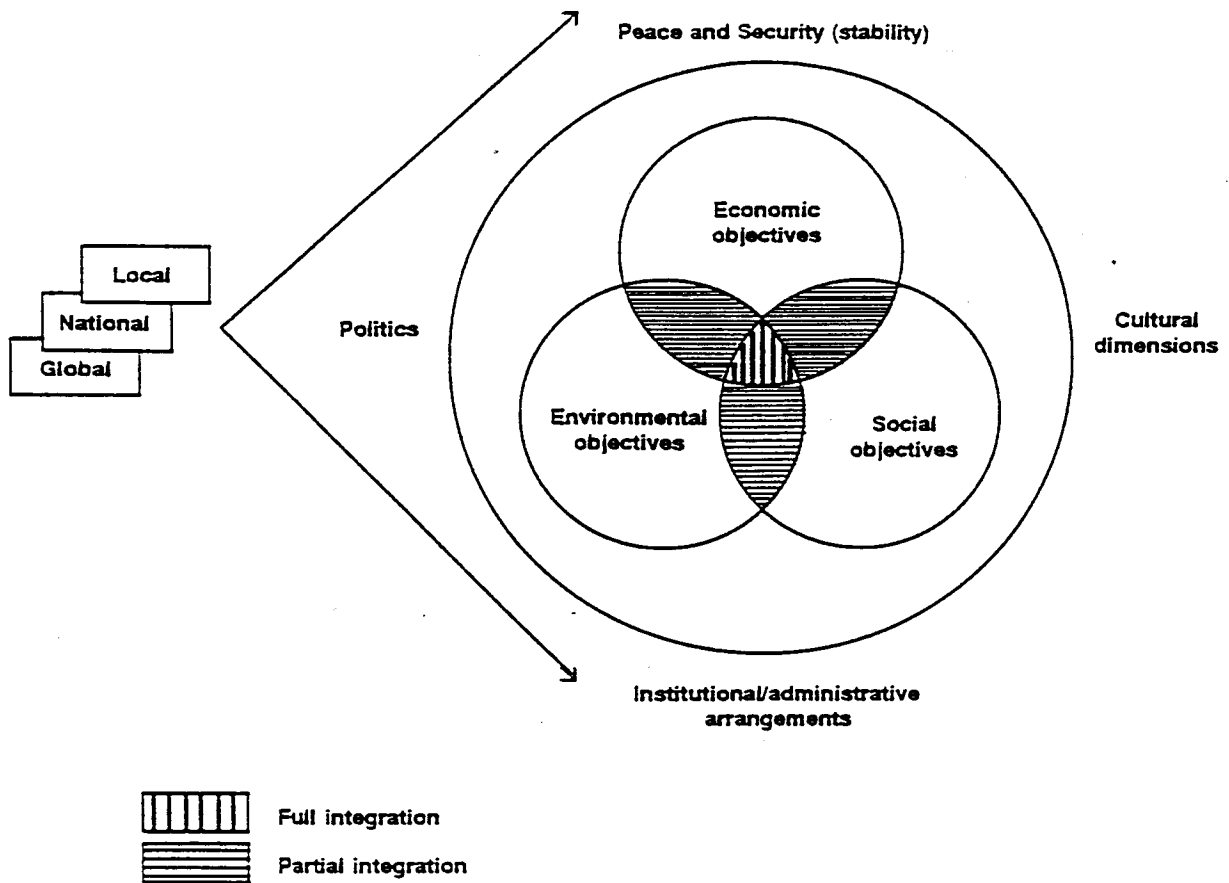 Peace and Security (stability)
Economic
objectives
Local
National
Global
Politics
Cultural
dimensions
Environmental
objectives
Social
objectives
Institutional/administrative
arrangements
Full integration
Partial integration